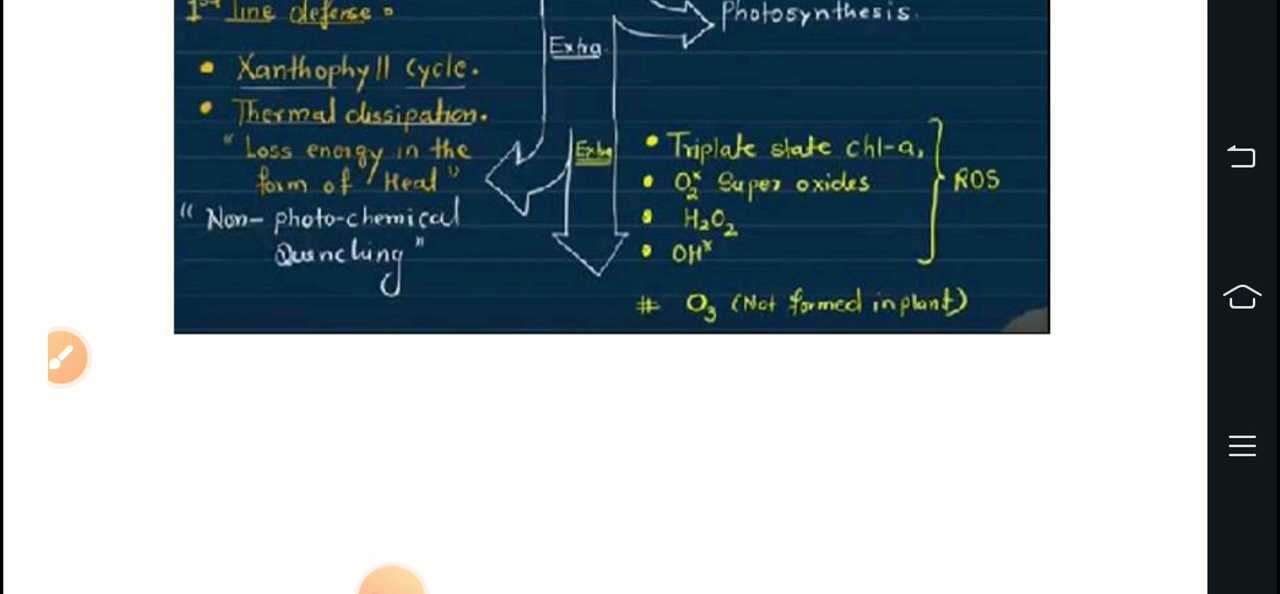 1st line defense.
Photosynthesis.
Extra
• Xanthophyll cycle.
• Thermal dissipation.
" Loss energy in the
form of "Heat"
" Non-photo-chemical
Quenching"
Extra
• Triplate state chl-a,
• O2* Super oxides
• H2O2
• OH*
ROS
# O3 (Not formed in plant)